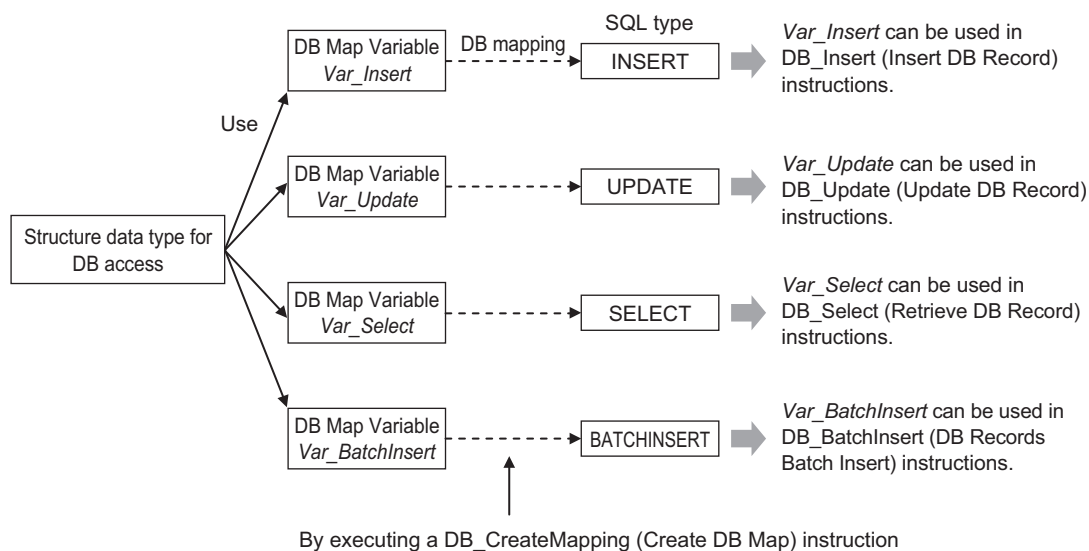 SQL type
DB Map Variable
Var_Insert
DB mapping
INSERT
Var_Insert can be used in
DB_Insert (Insert DB Record)
instructions.
Use
DB Map Variable
Var_Update
UPDATE
Var_Update can be used in
DB_Update (Update DB Record)
instructions.
Structure data type for
DB access
DB Map Variable
Var_Select
SELECT
Var_Select can be used in
DB_Select (Retrieve DB Record)
instructions.
DB Map Variable
Var_BatchInsert
BATCHINSERT
Var_BatchInsert can be used in
DB_BatchInsert (DB Records
Batch Insert) instructions.
By executing a DB_CreateMapping (Create DB Map) instruction